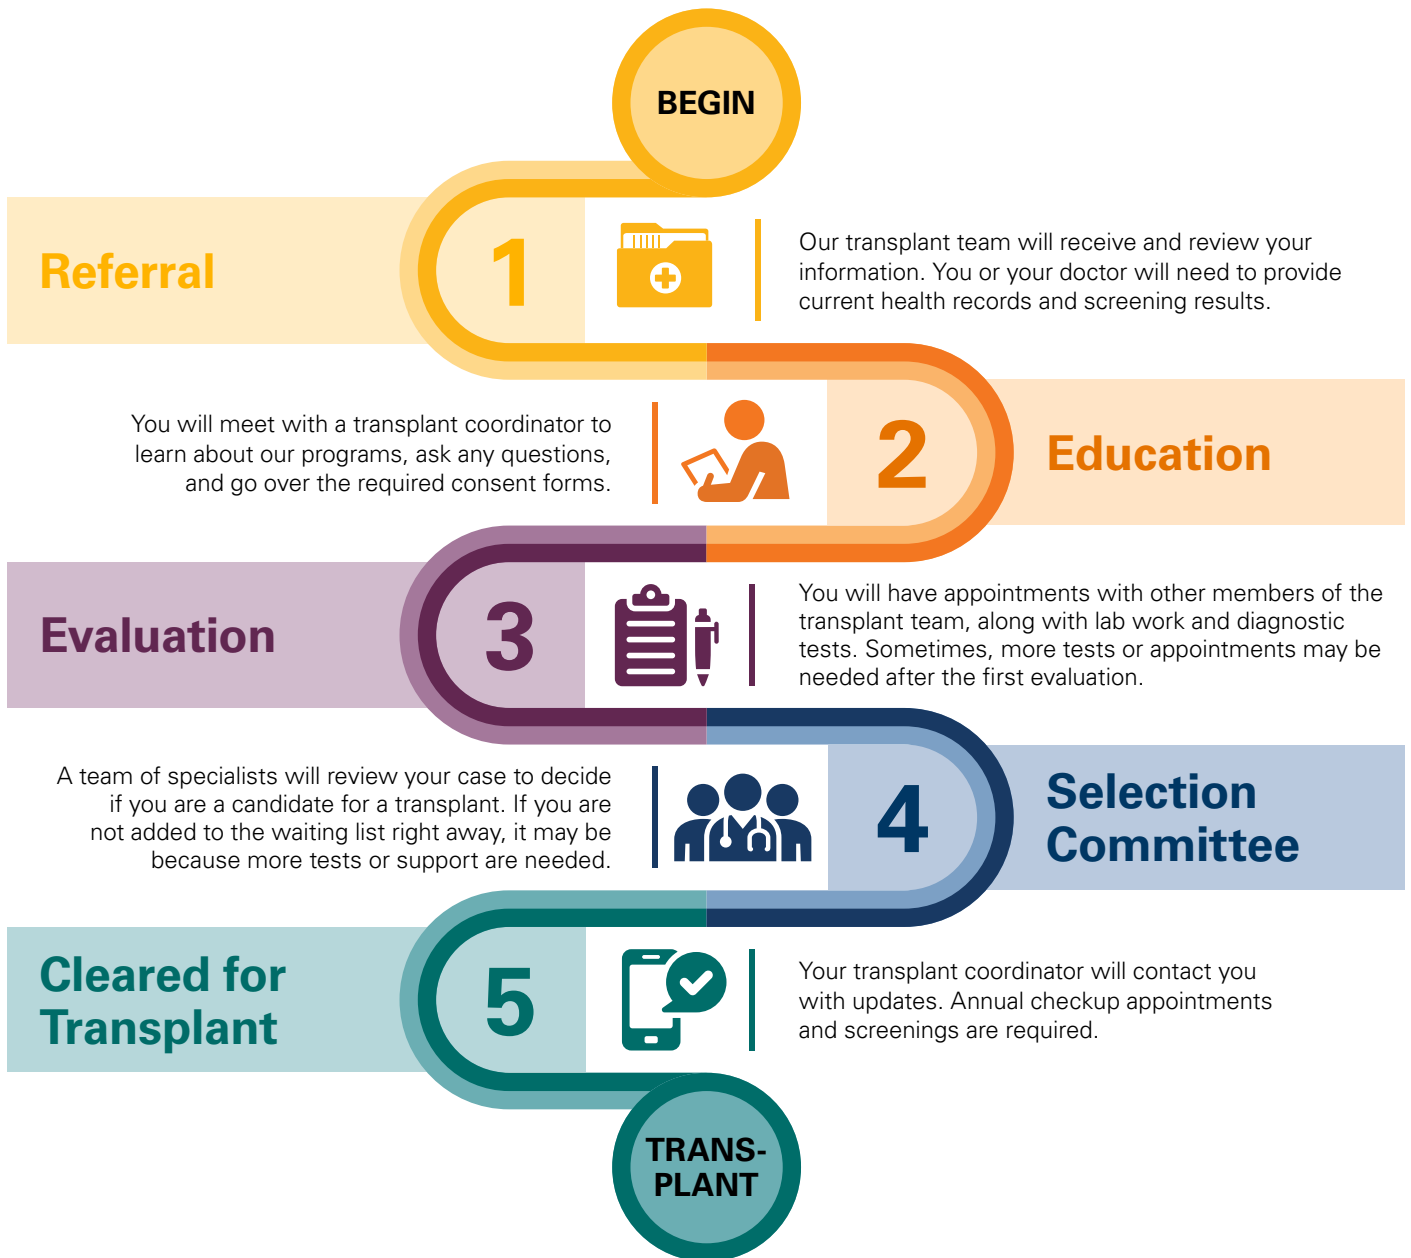 BEGIN
Referral
1
Our transplant team will receive and review your
information. You or your doctor will need to provide
current health records and screening results.
You will meet with a transplant coordinator to
learn about our programs, ask any questions,
and go over the required consent forms.
2
Education
Evaluation
3
You will have appointments with other members of the
transplant team, along with lab work and diagnostic
tests. Sometimes, more tests or appointments may be
needed after the first evaluation.
A team of specialists will review your case to decide
if you are a candidate for a transplant. If you are
not added to the waiting list right away, it may be
because more tests or support are needed.
4
Selection
Committee
Cleared for
Transplant
5
Your transplant coordinator will contact you
with updates. Annual checkup appointments
and screenings are required.
TRANS-
PLANT